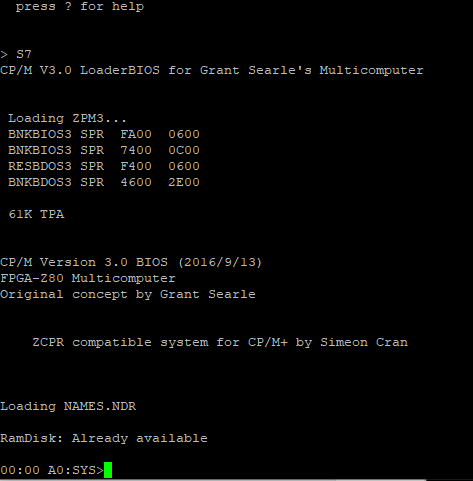 press ? for help
> S7
CP/M V3.0 LoaderBIOS for Grant Searle's Multicomputer
Loading ZPM3...
BNKBIOS3 SPR  FA00  0600
BNKBIOS3 SPR  7400  0C00
RESBDOS3 SPR  F400  0600
BNKBDOS3 SPR  4600  2E00
61K TPA
CP/M Version 3.0 BIOS (2016/9/13)
FPGA-Z80 Multicomputer
Original concept by Grant Searle
ZCPR compatible system for CP/M+ by Simeon Cran
Loading NAMES.NDR
RamDisk: Already available
00:00 A0:SYS>